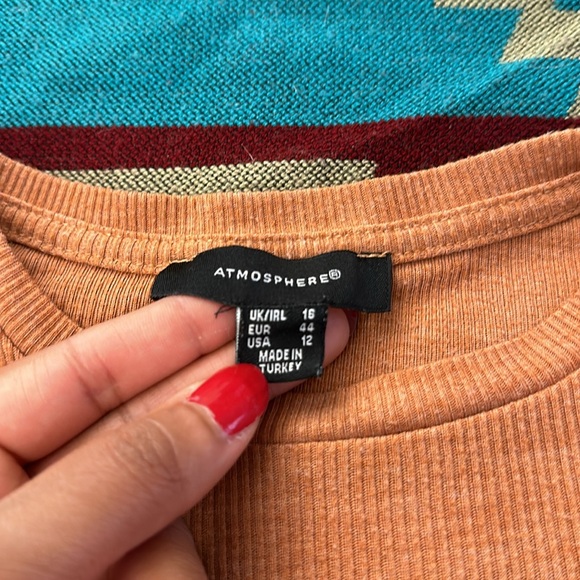 ATMOSPHERE®
UK/IRL 16
EUR 44
USA 12
MADE IN
TURKEY